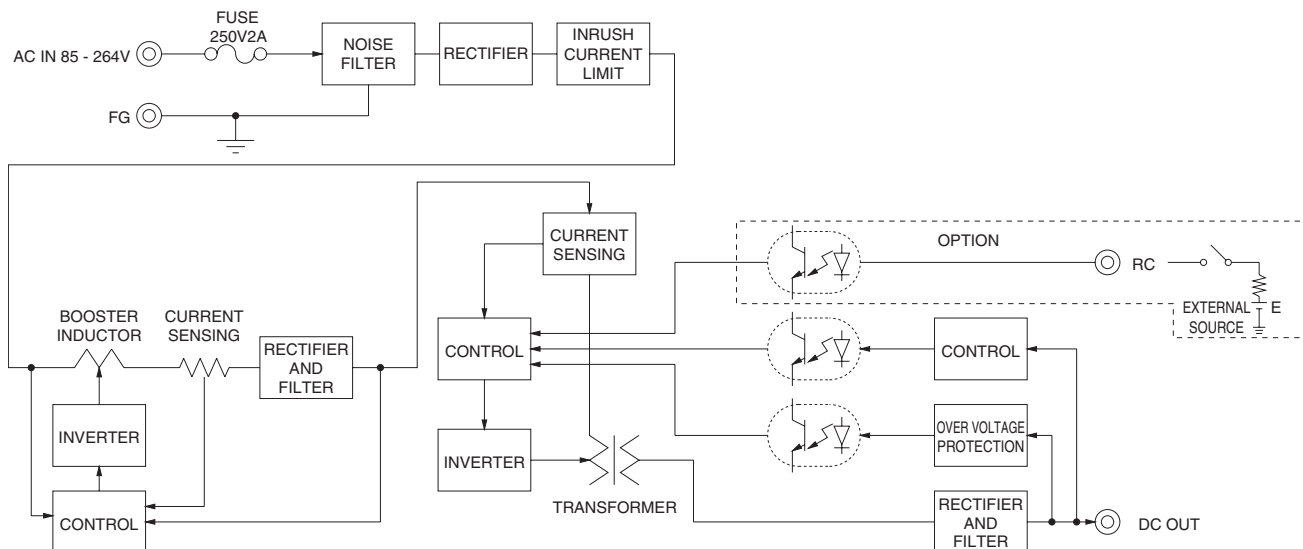 FUSE
250V2A
AC IN 85 - 264V
NOISE
FILTER
RECTIFIER
INRUSH
CURRENT
LIMIT
FG
CURRENT
SENSING
OPTION
RC
EXTERNAL
SOURCE
E
BOOSTER
INDUCTOR
CURRENT
SENSING
RECTIFIER
AND
FILTER
CONTROL
CONTROL
INVERTER
INVERTER
OVER VOLTAGE
PROTECTION
TRANSFORMER
CONTROL
RECTIFIER
AND
FILTER
DC OUT